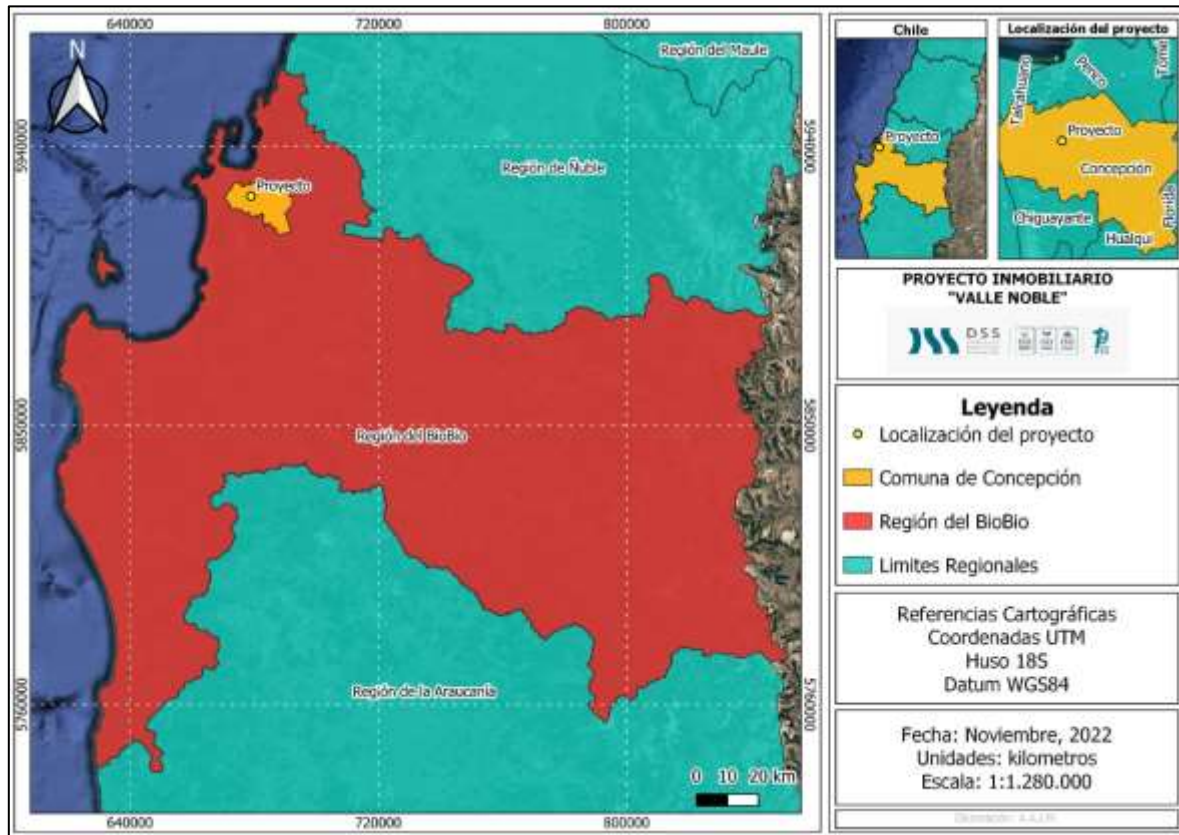 640000
720000
800000
N
Región del Maule
5940000
5940000
Región de Ñuble
Proyecto
5850000
5850000
Región del BioBio
Región de la Araucanía
5760000
5760000
0 10 20 km
640000
720000
800000
Chile
Proyecto
Localización del proyecto
Talcahuano
Penco
Tome
Proyecto
Concepción
Chiguayante
Hualqui
Florida
PROYECTO INMOBILIARIO
"VALLE NOBLE"
DSS
Leyenda
Localización del proyecto
Comuna de Concepción
Región del BioBio
Limites Regionales
Referencias Cartográficas
Coordenadas UTM
Huso 18S
Datum WGS84
Fecha: Noviembre, 2022
Unidades: kilometros
Escala: 1:1.280.000